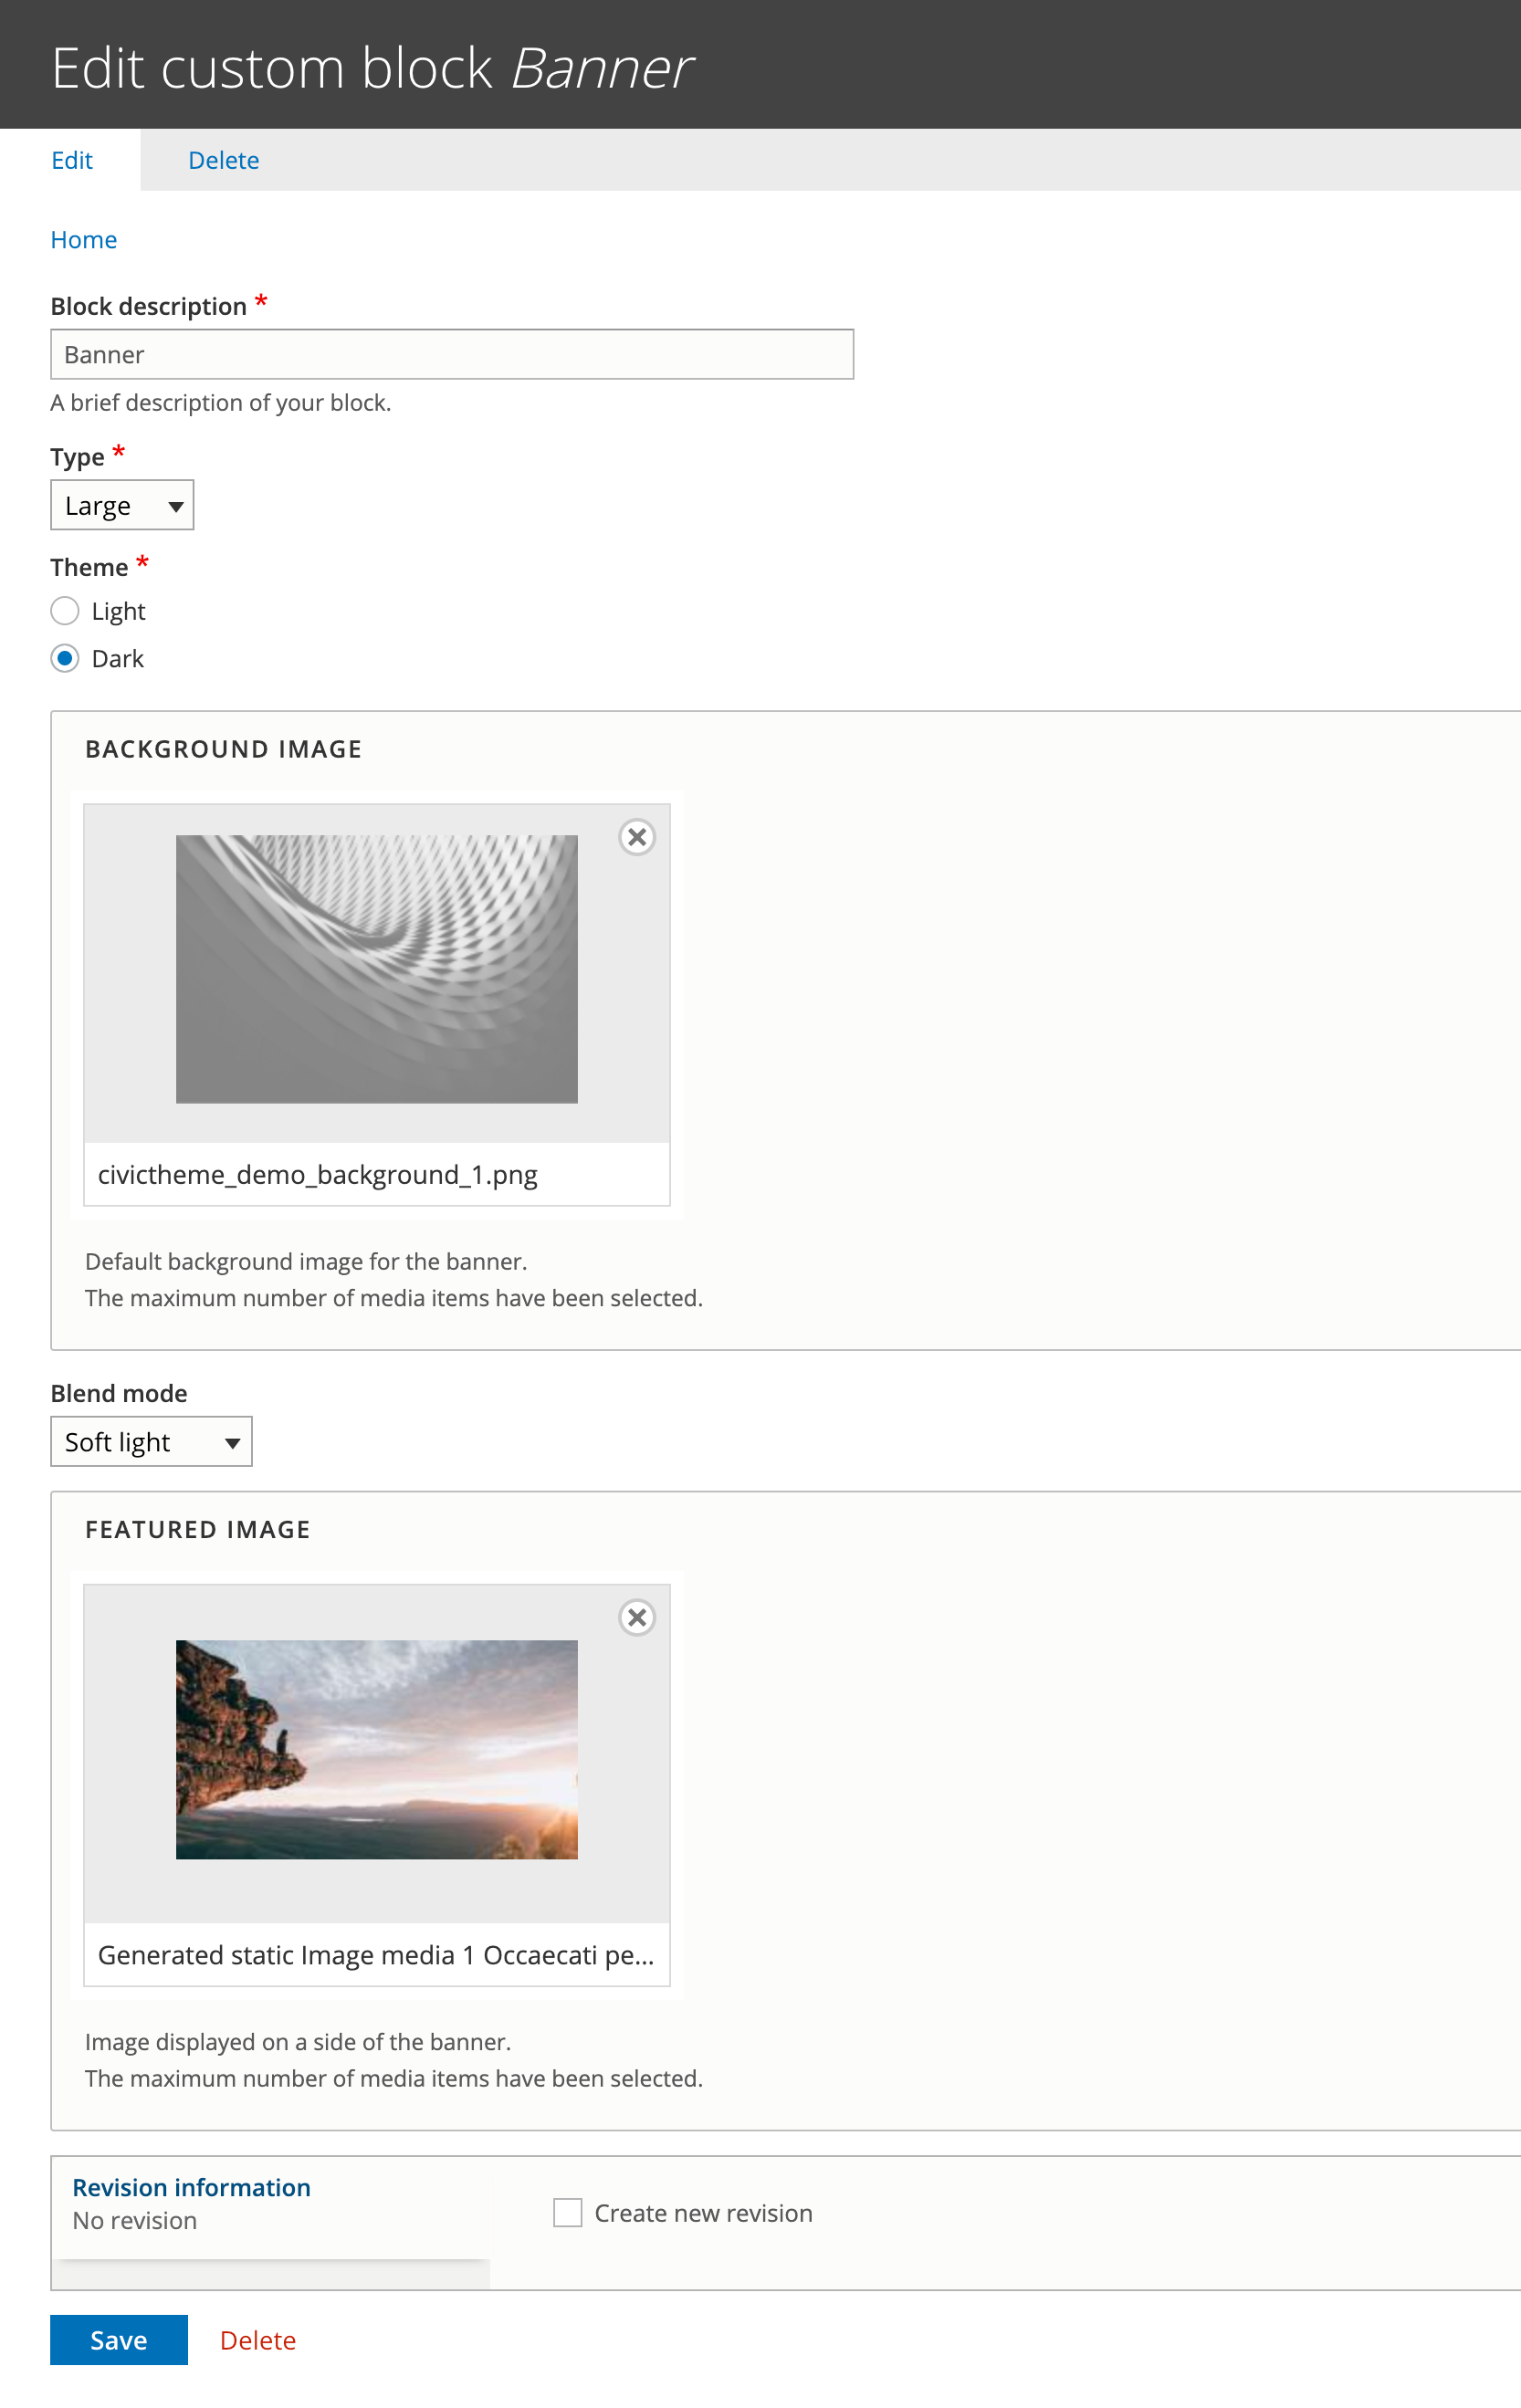 Edit custom block Banner
Edit Delete
Home
Block description *
Banner
A brief description of your block.
Type *
Large
Theme *
Light
Dark
BACKGROUND IMAGE
civictheme_demo_background_1.png
Default background image for the banner.
The maximum number of media items have been selected.
Blend mode
Soft light
FEATURED IMAGE
Generated static Image media 1 Occaecati pe...
Image displayed on a side of the banner.
The maximum number of media items have been selected.
Revision information
No revision
Create new revision
Save Delete